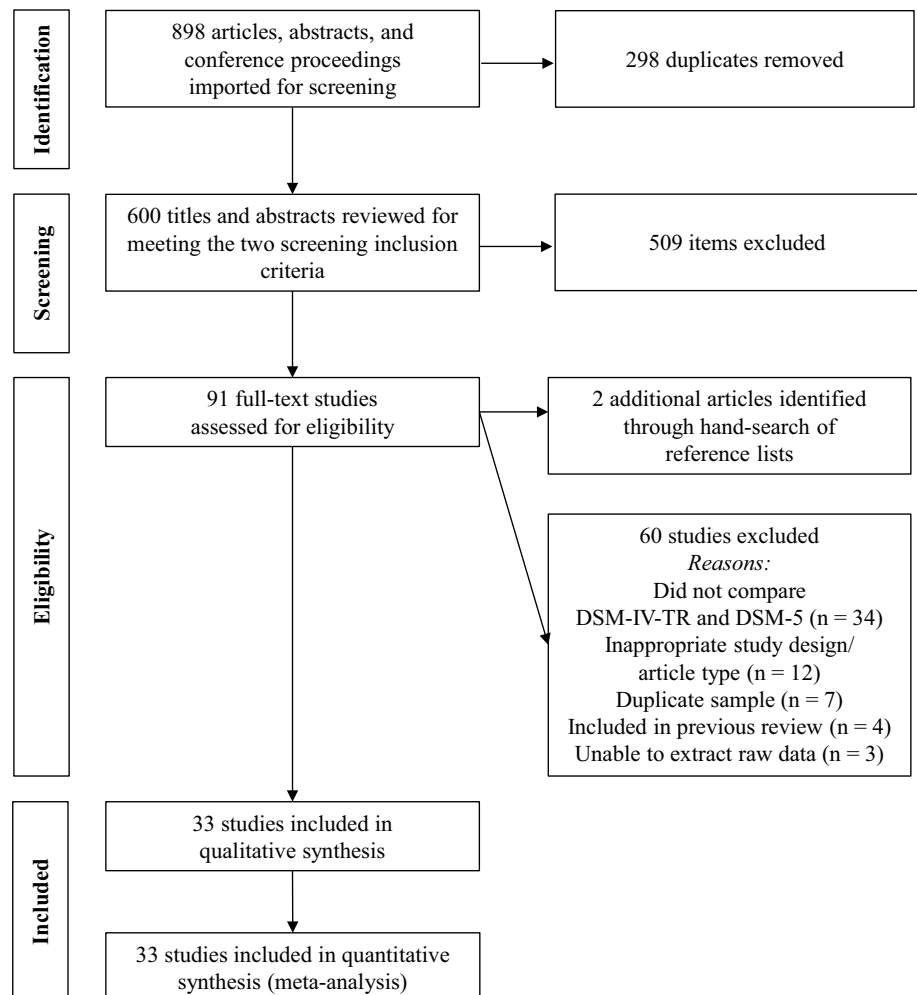 Identification
898 articles, abstracts, and
conference proceedings
imported for screening
298 duplicates removed
Screening
600 titles and abstracts reviewed for
meeting the two screening inclusion
criteria
509 items excluded
Eligibility
91 full-text studies
assessed for eligibility
2 additional articles identified
through hand-search of
reference lists
60 studies excluded
Reasons:
Did not compare
DSM-IV-TR and DSM-5 (n = 34)
Inappropriate study design/
article type (n = 12)
Duplicate sample (n = 7)
Included in previous review (n = 4)
Unable to extract raw data (n = 3)
Included
33 studies included in
qualitative synthesis
33 studies included in quantitative
synthesis (meta-analysis)